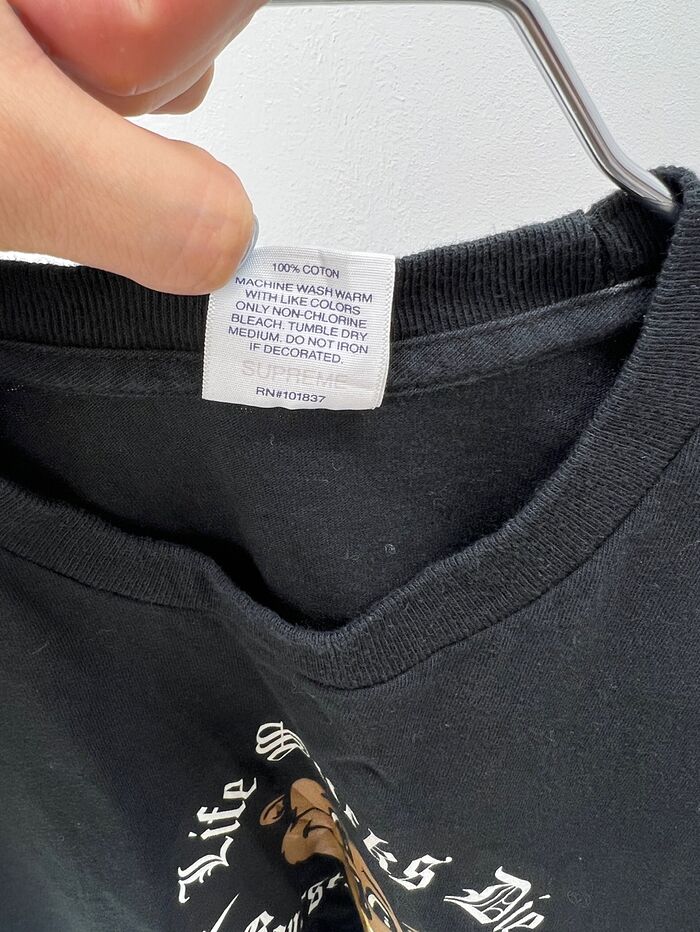 100% COTON
MACHINE WASH WARM
WITH LIKE COLORS
ONLY NON-CHLORINE
BLEACH. TUMBLE DRY
MEDIUM. DO NOT IRON
IF DECORATED.
SUPREME
RN#101837
Life
Die